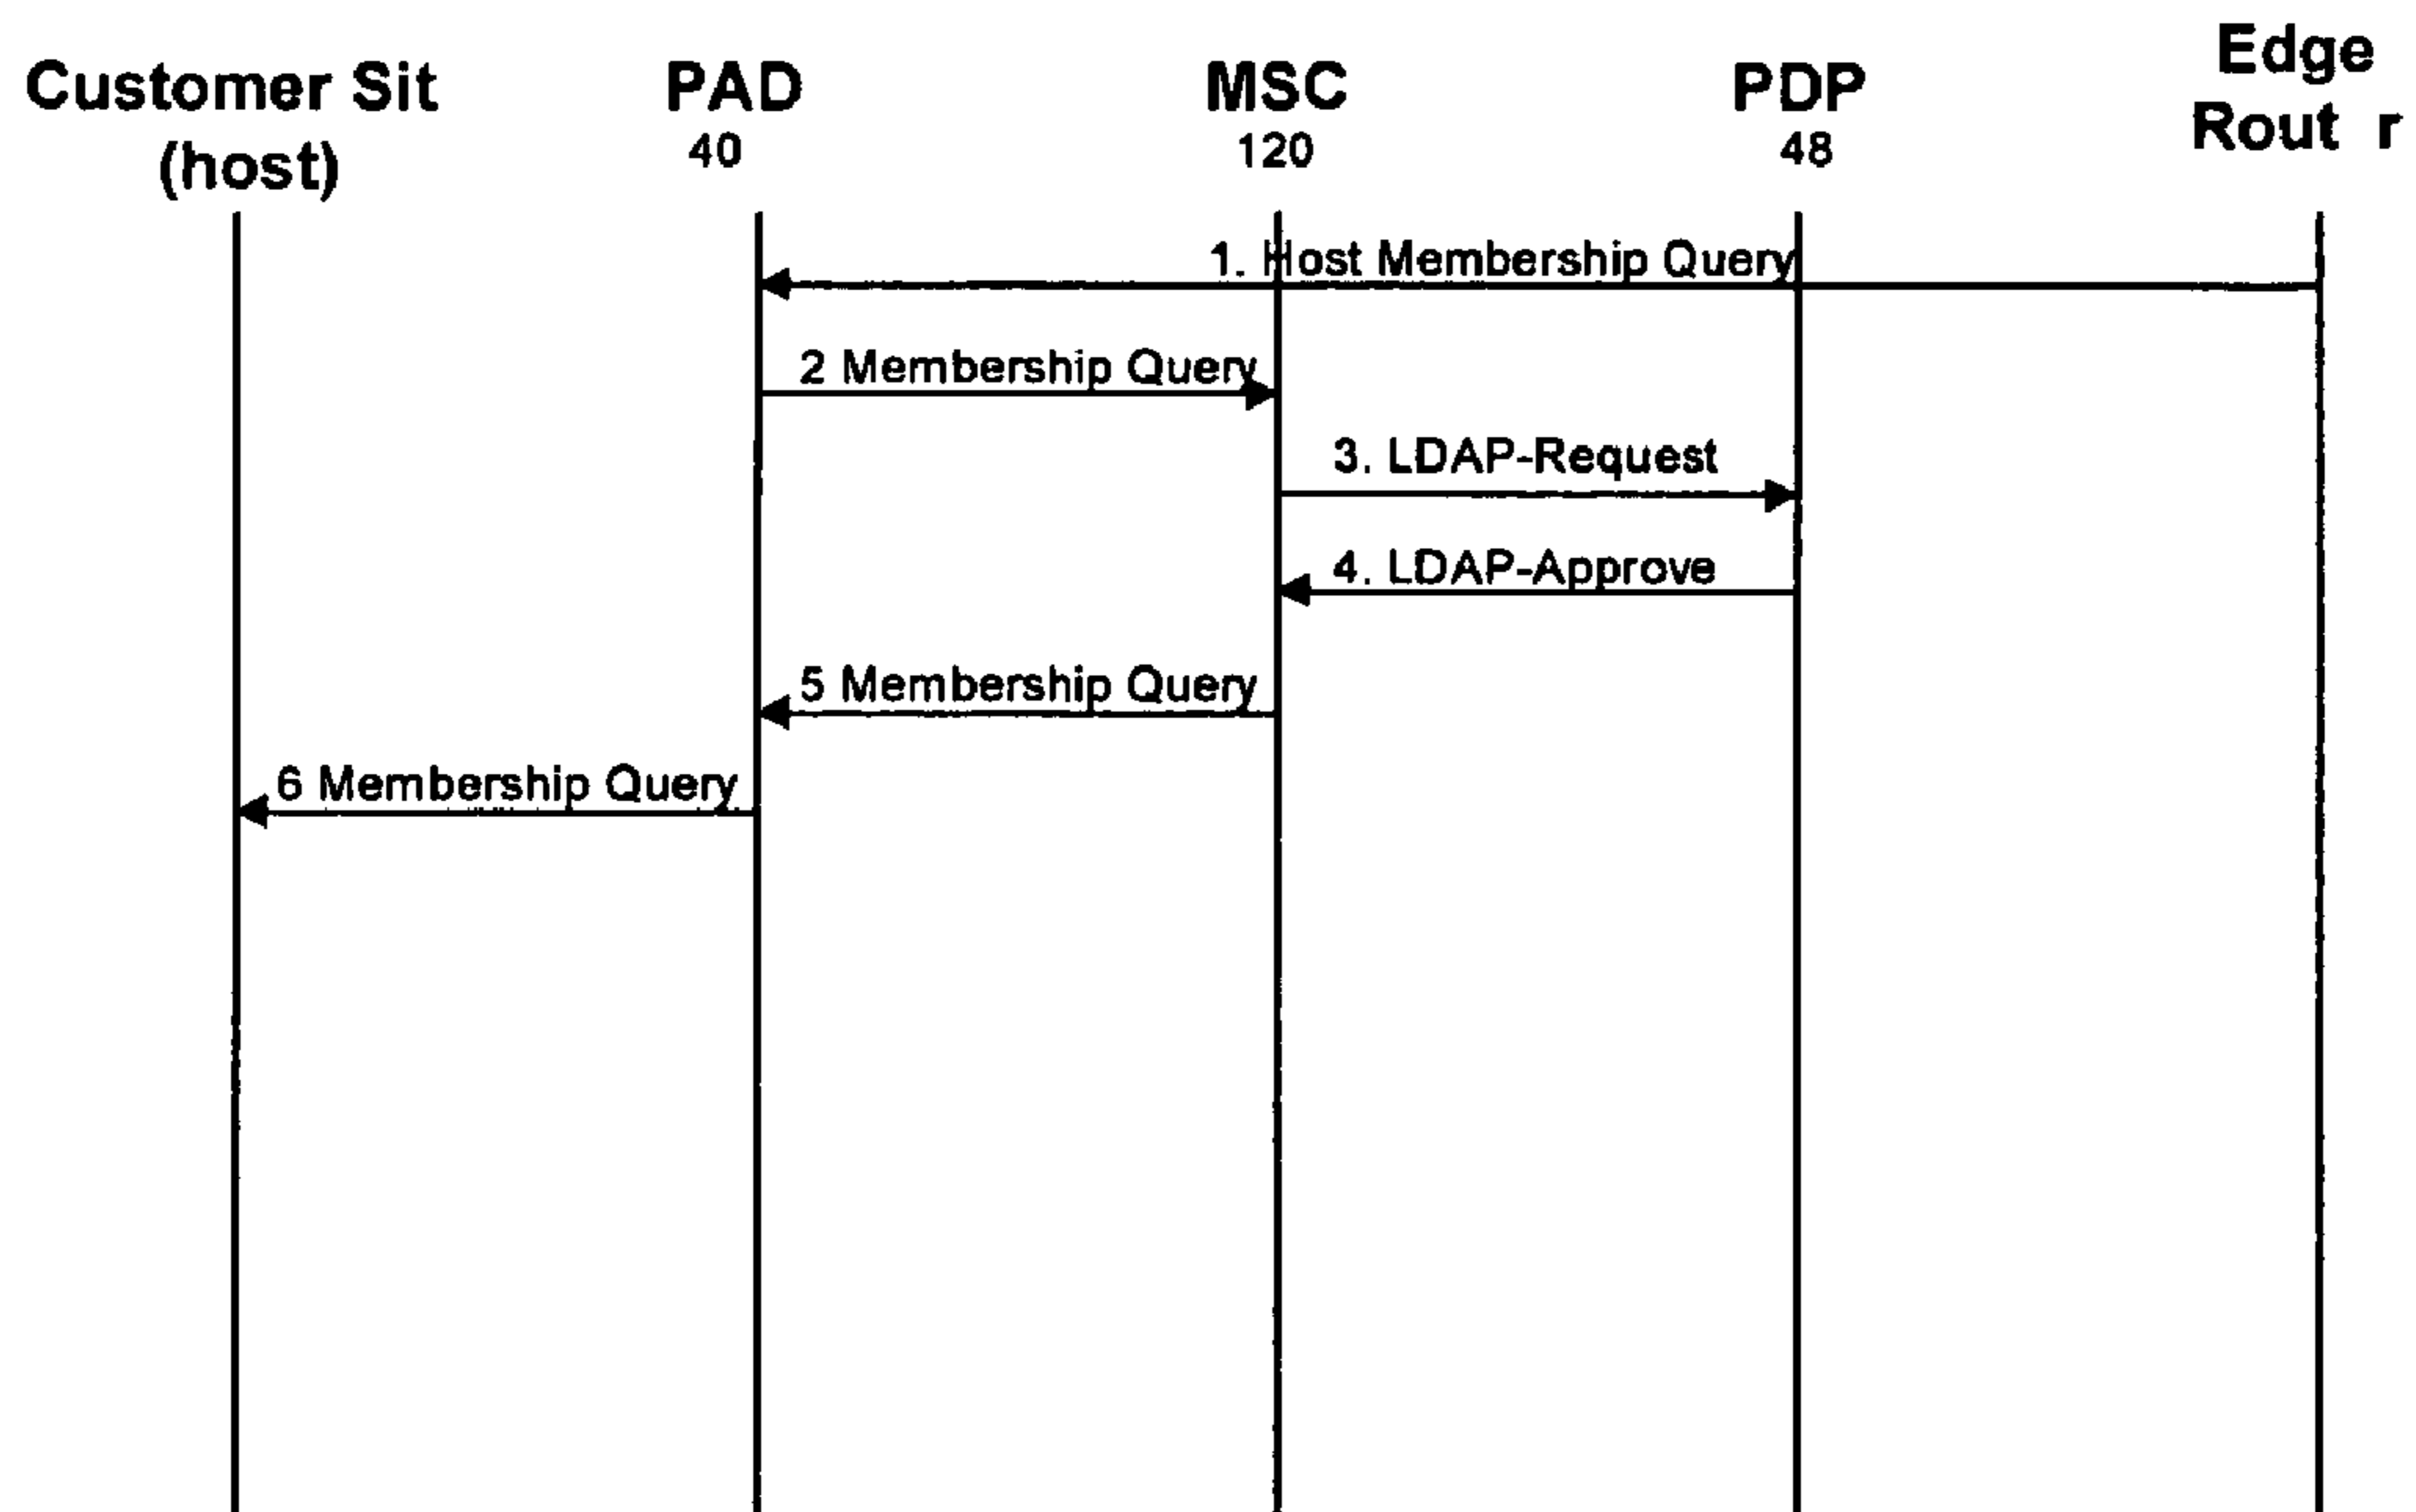 Customer Sit
(host)
PAD
40
MSC
120
PDP
48
Edge
Rout r
1. Host Membership Query
2 Membership Query
3. LDAP-Request
4. LDAP-Approve
5 Membership Query
6 Membership Query